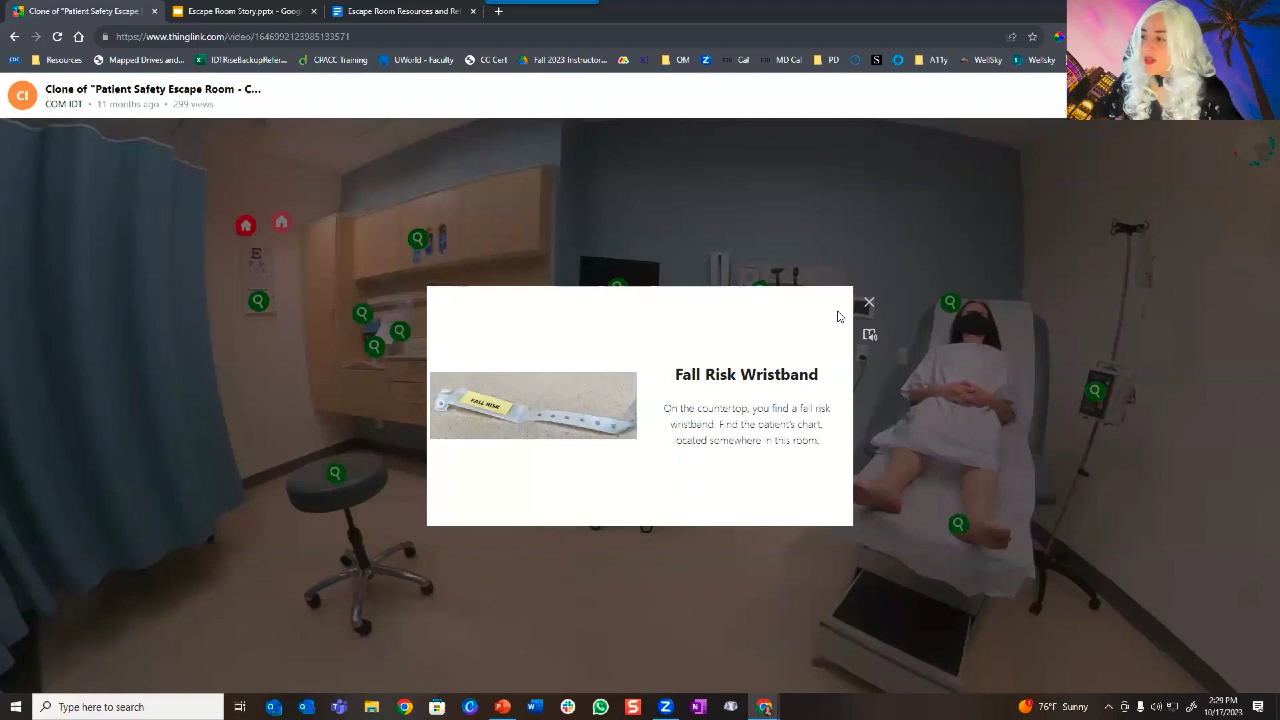 Clone of "Patient Safety Escape
Escape Room Story.pptx - Googl
Escape Room Resources and Re
https://www.thinglink.com/video/1646992123985133571
Resources
Mapped Drives and...
IDTRiseBackupRefer...
CPACC Training
UWorld — Faculty
CC Cert
Fall 2023 Instructor...
OM
FM Cal
MD Cal
PD
S
A11y
WellSky
Wellsky
CI
Clone of "Patient Safety Escape Room - C...
COM IDT • 11 months ago • 299 views
E
Fall Risk Wristband
FALL RISK
On the countertop, you find a fall risk
wristband. Find the patient's chart,
located somewhere in this room.
Type here to search
76°F Sunny
2:29 PM
10/17/2023